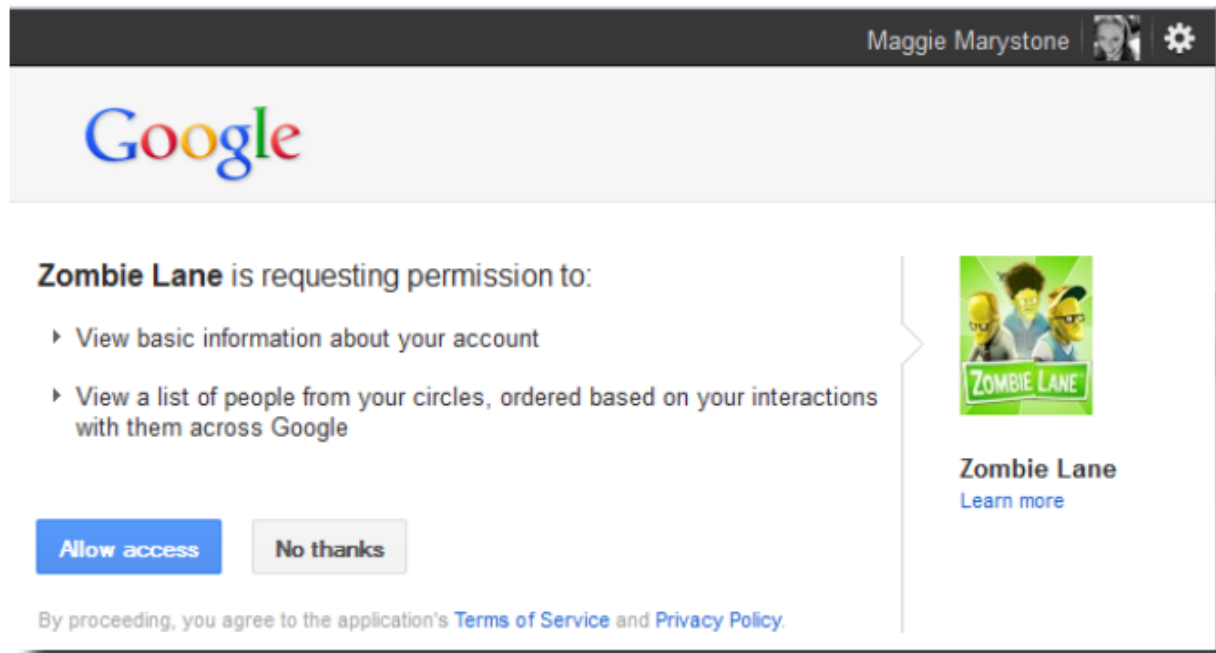 Maggie Marystone
Google
Zombie Lane is requesting permission to:
View basic information about your account
View a list of people from your circles, ordered based on your interactions
with them across Google
ZOMBIE LANE
Zombie Lane
Learn more
Allow access
No thanks
By proceeding, you agree to the application's Terms of Service and Privacy Policy.